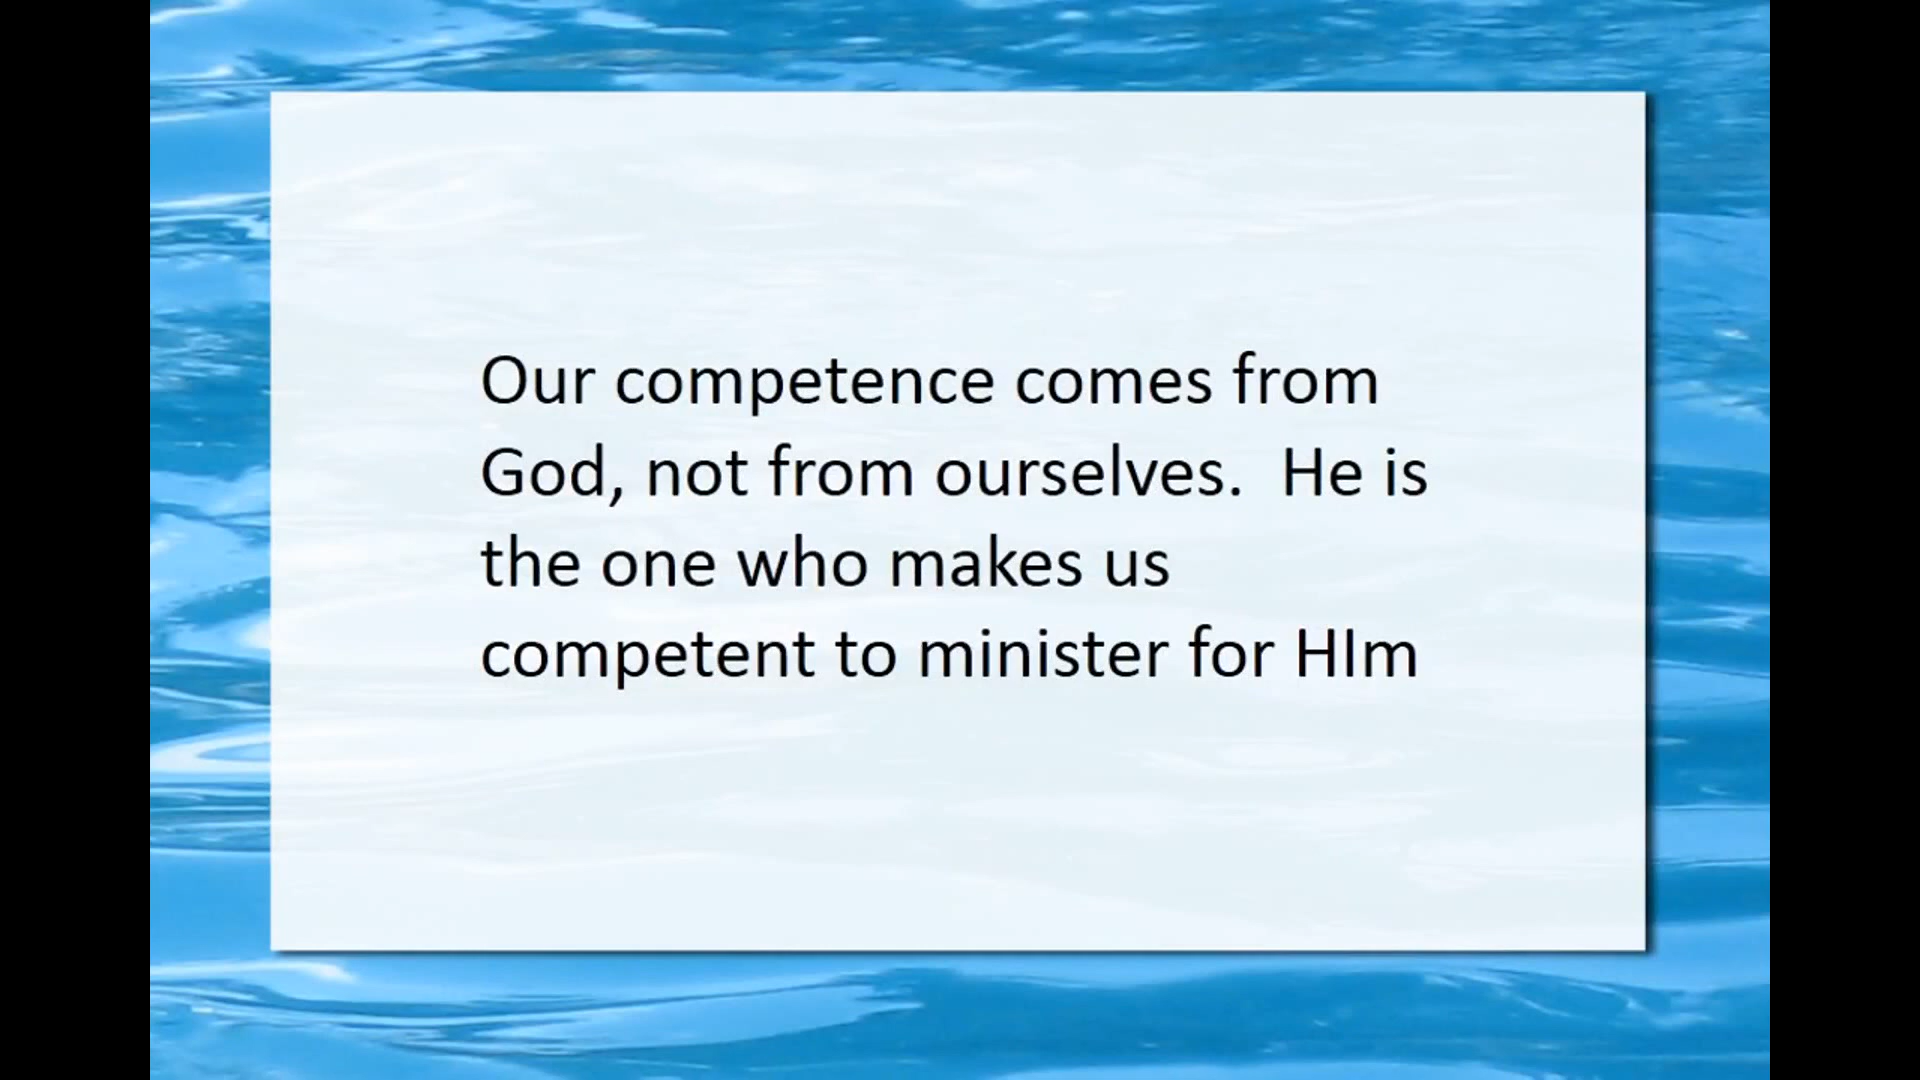 Our competence comes from
God, not from ourselves.  He is
the one who makes us
competent to minister for HIm